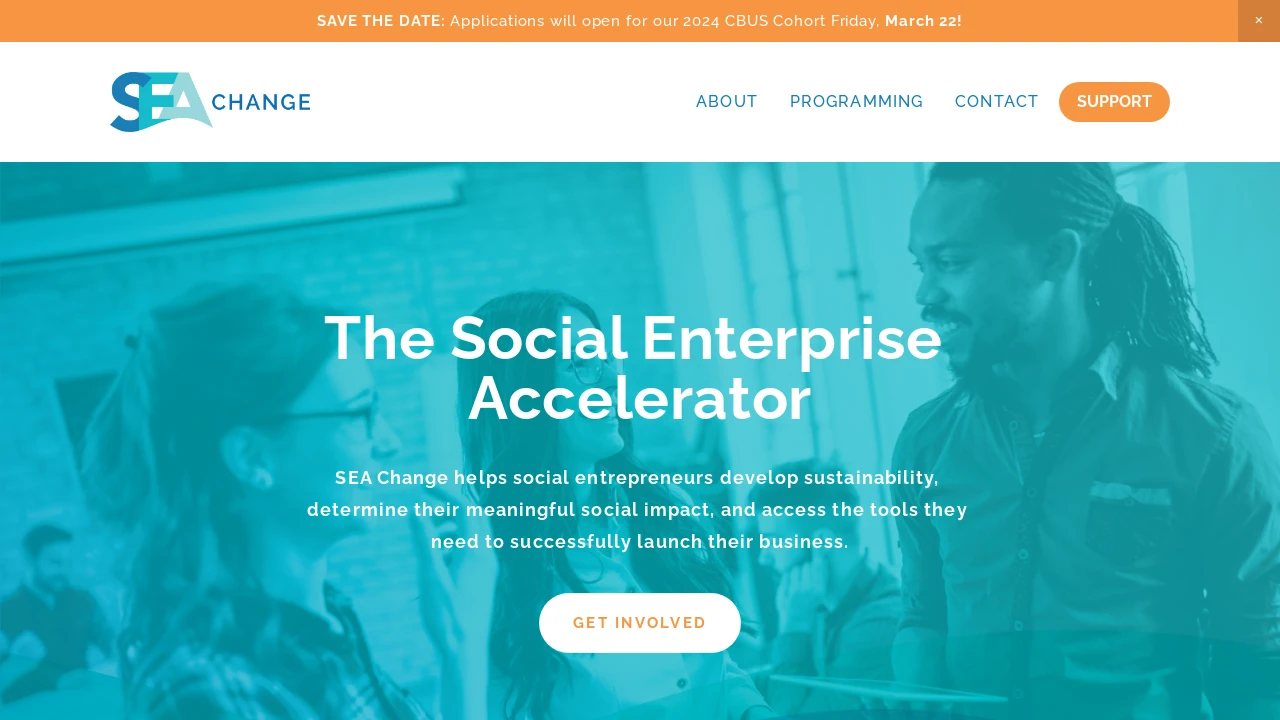 SAVE THE DATE: Applications will open for our 2024 CBUS Cohort Friday, March 22!
×
SEA CHANGE
ABOUT
PROGRAMMING
CONTACT
SUPPORT
The Social Enterprise
Accelerator
SEA Change helps social entrepreneurs develop sustainability,
determine their meaningful social impact, and access the tools they
need to successfully launch their business.
GET INVOLVED